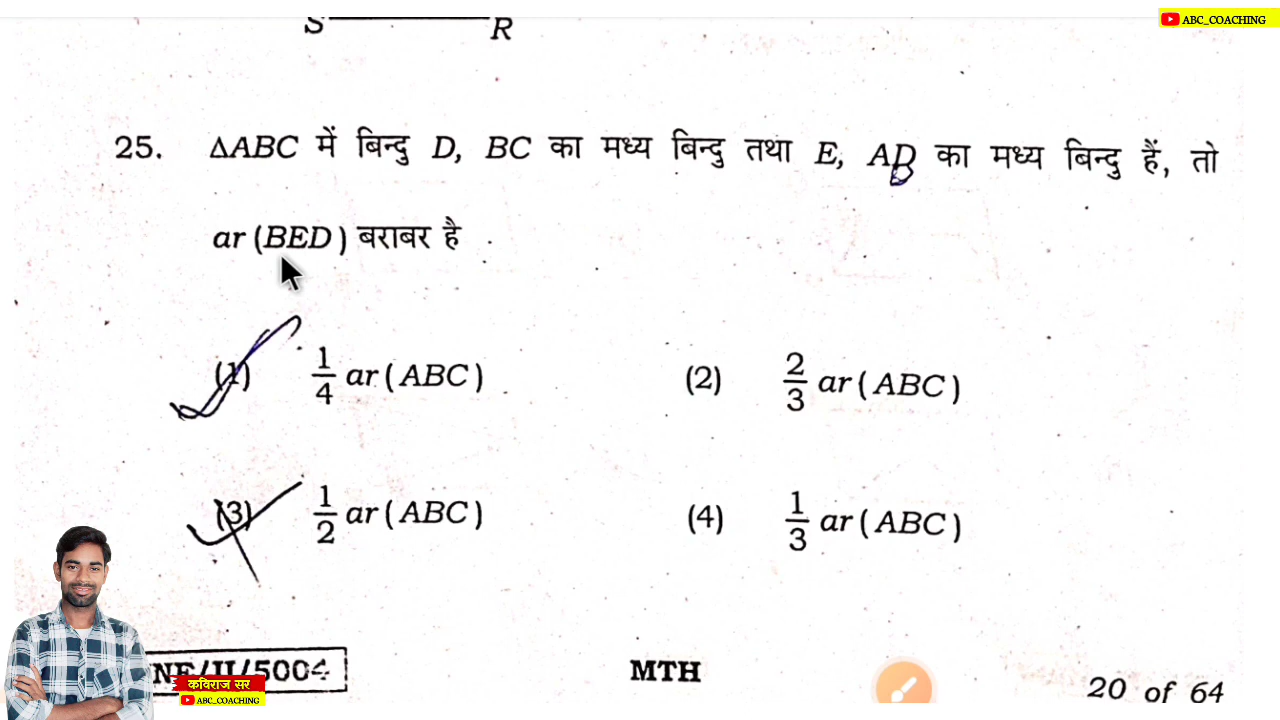 S R
ABC_COACHING
25. ΔABC में बिन्दु D, BC का मध्य बिन्दु तथा E, AD का मध्य बिन्दु हैं, तो
ar (BED) बराबर है
(1) 1/4 ar (ABC) (2) 2/3 ar (ABC)
(3) 1/2 ar (ABC) (4) 1/3 ar (ABC)
NE/II/5004 MTH 20 of 64
कविराज सर
ABC_COACHING